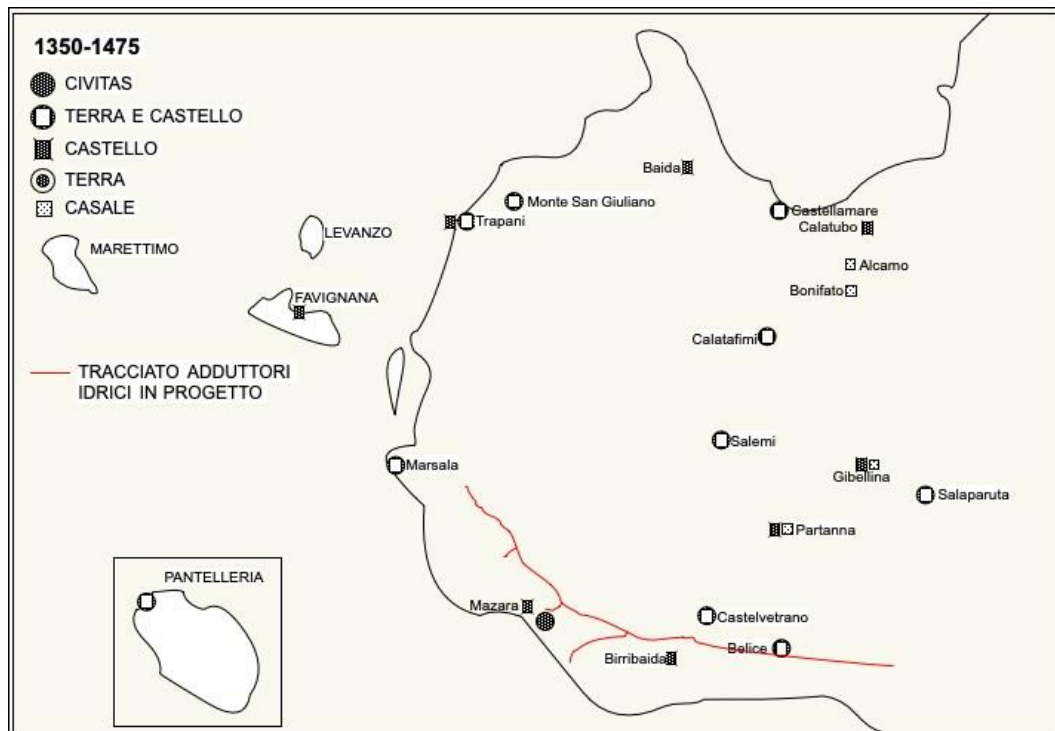 1350-1475
CIVITAS
TERRA E CASTELLO
CASTELLO
TERRA
CASALE
MARETTIMO
LEVANZO
FAVIGNANA
TRACCIATO ADDUTTORI
IDRICI IN PROGETTO
Baida
Monte San Giuliano
Trapani
Castellamare
Calatubo
Alcamo
Bonifato
Calatafimi
Salemi
Marsala
Gibellina
Salaparuta
Partanna
PANTELLERIA
Mazara
Castelvetrano
Belice
Birribaida